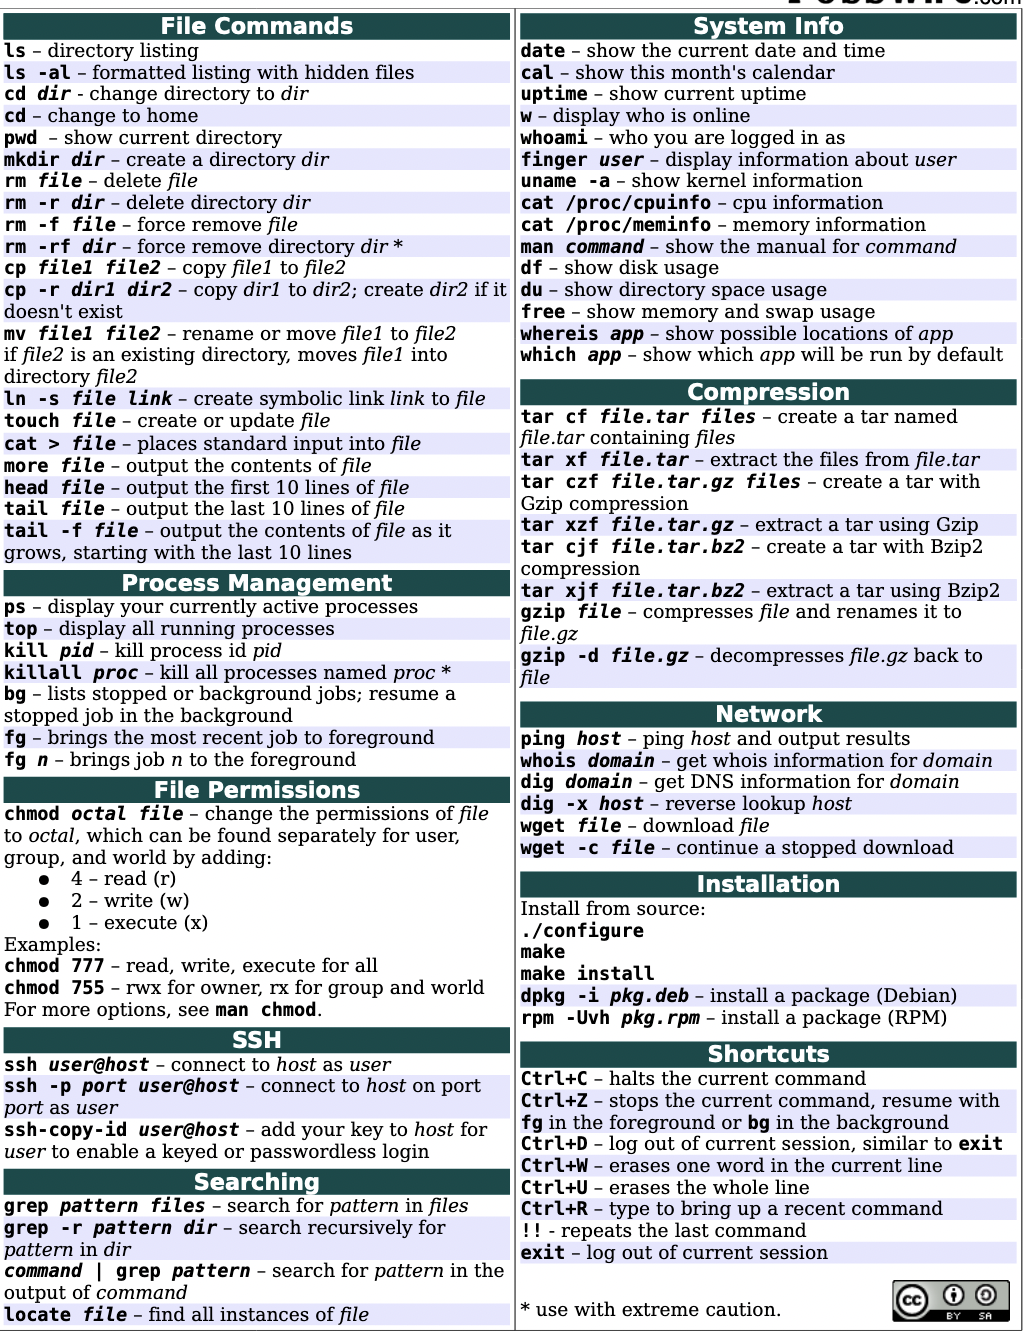 .com
File Commands
ls – directory listing
ls -al – formatted listing with hidden files
cd dir - change directory to dir
cd – change to home
pwd – show current directory
mkdir dir – create a directory dir
rm file – delete file
rm -r dir – delete directory dir
rm -f file – force remove file
rm -rf dir – force remove directory dir *
cp file1 file2 – copy file1 to file2
cp -r dir1 dir2 – copy dir1 to dir2; create dir2 if it
doesn't exist
mv file1 file2 – rename or move file1 to file2
if file2 is an existing directory, moves file1 into
directory file2
ln -s file link – create symbolic link link to file
touch file – create or update file
cat > file – places standard input into file
more file – output the contents of file
head file – output the first 10 lines of file
tail file – output the last 10 lines of file
tail -f file – output the contents of file as it
grows, starting with the last 10 lines
Process Management
ps – display your currently active processes
top – display all running processes
kill pid – kill process id pid
killall proc – kill all processes named proc *
bg – lists stopped or background jobs; resume a
stopped job in the background
fg – brings the most recent job to foreground
fg n – brings job n to the foreground
File Permissions
chmod octal file – change the permissions of file
to octal, which can be found separately for user,
group, and world by adding:
● 4 – read (r)
● 2 – write (w)
● 1 – execute (x)
Examples:
chmod 777 – read, write, execute for all
chmod 755 – rwx for owner, rx for group and world
For more options, see man chmod.
SSH
ssh user@host – connect to host as user
ssh -p port user@host – connect to host on port
port as user
ssh-copy-id user@host – add your key to host for
user to enable a keyed or passwordless login
Searching
grep pattern files – search for pattern in files
grep -r pattern dir – search recursively for
pattern in dir
command | grep pattern – search for pattern in the
output of command
locate file – find all instances of file
System Info
date – show the current date and time
cal – show this month's calendar
uptime – show current uptime
w – display who is online
whoami – who you are logged in as
finger user – display information about user
uname -a – show kernel information
cat /proc/cpuinfo – cpu information
cat /proc/meminfo – memory information
man command – show the manual for command
df – show disk usage
du – show directory space usage
free – show memory and swap usage
whereis app – show possible locations of app
which app – show which app will be run by default
Compression
tar cf file.tar files – create a tar named
file.tar containing files
tar xf file.tar – extract the files from file.tar
tar czf file.tar.gz files – create a tar with
Gzip compression
tar xzf file.tar.gz – extract a tar using Gzip
tar cjf file.tar.bz2 – create a tar with Bzip2
compression
tar xjf file.tar.bz2 – extract a tar using Bzip2
gzip file – compresses file and renames it to
file.gz
gzip -d file.gz – decompresses file.gz back to
file
Network
ping host – ping host and output results
whois domain – get whois information for domain
dig domain – get DNS information for domain
dig -x host – reverse lookup host
wget file – download file
wget -c file – continue a stopped download
Installation
Install from source:
./configure
make
make install
dpkg -i pkg.deb – install a package (Debian)
rpm -Uvh pkg.rpm – install a package (RPM)
Shortcuts
Ctrl+C – halts the current command
Ctrl+Z – stops the current command, resume with
fg in the foreground or bg in the background
Ctrl+D – log out of current session, similar to exit
Ctrl+W – erases one word in the current line
Ctrl+U – erases the whole line
Ctrl+R – type to bring up a recent command
!! - repeats the last command
exit – log out of current session
* use with extreme caution.
cc
BY SA